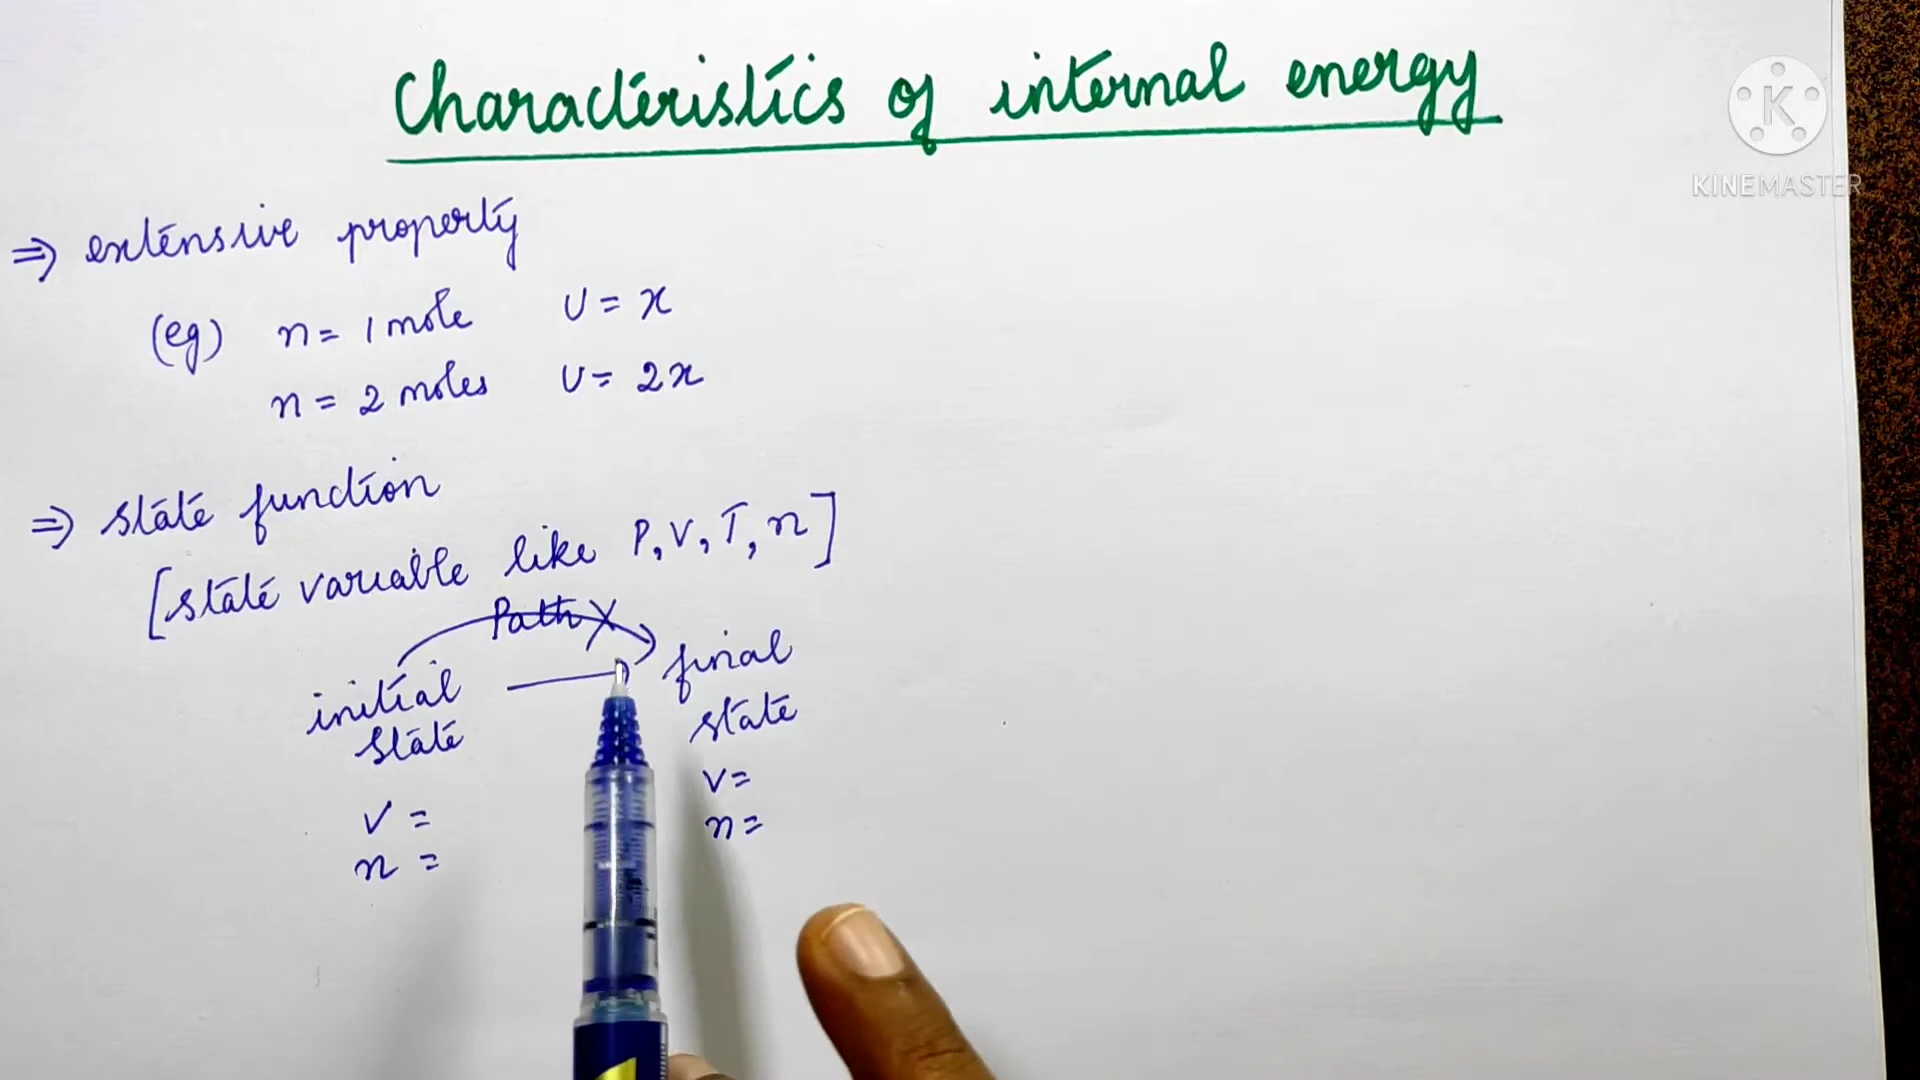 Characteristics of internal energy
K
KINEMASTER
⇒ extensive property
(eg) n = 1 mole U = x
n = 2 moles U = 2x
⇒ state function
[state variable like P, V, T, n]
Path X
initial state
final state
V =
n =
V =
n =